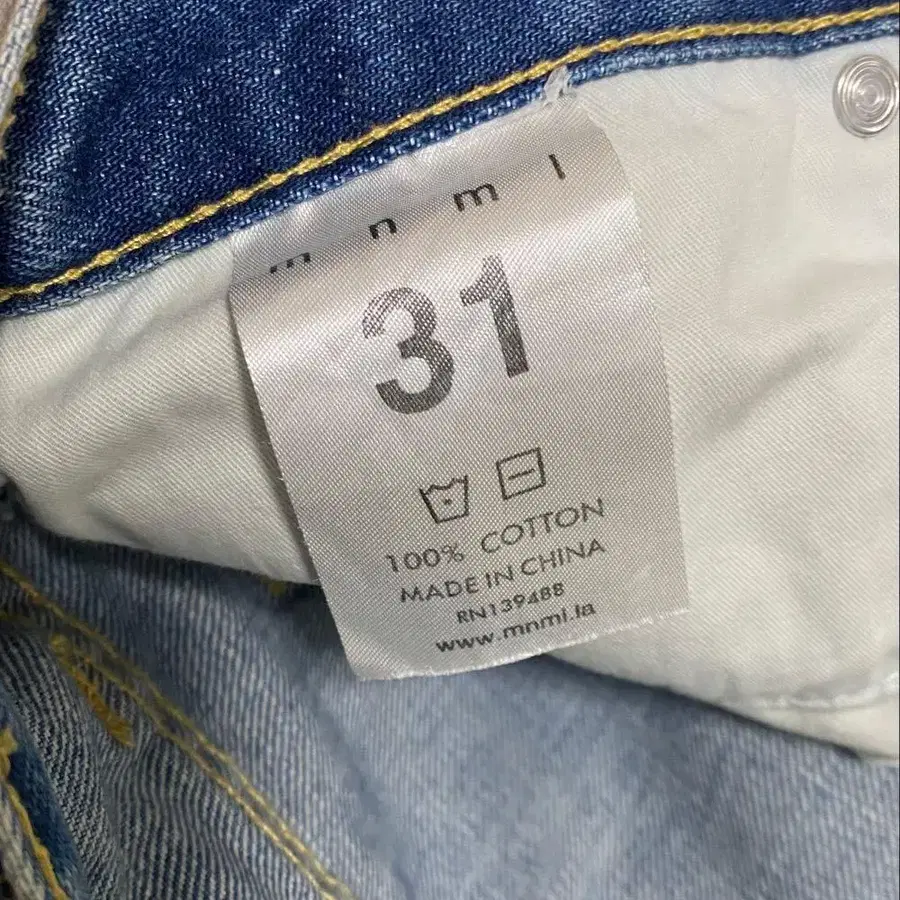 m n m l
31
100% COTTON
MADE IN CHINA
RN139488
www.mnml.la